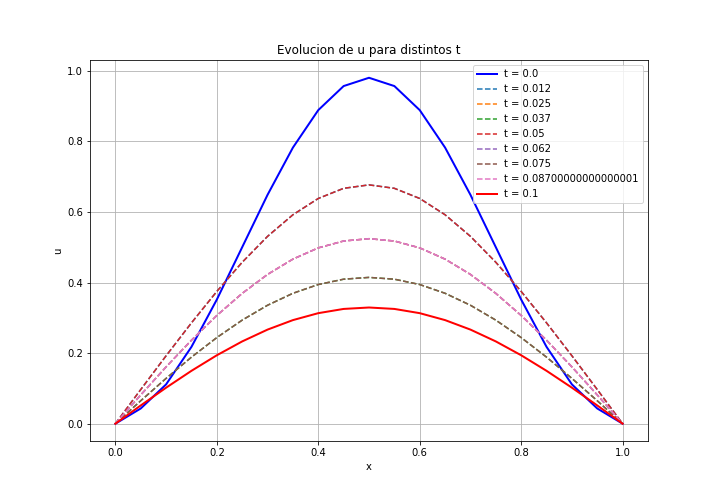 Evolucion de u para distintos t
1.0
0.8
0.6
0.4
0.2
0.0
u
t = 0.0
t = 0.012
t = 0.025
t = 0.037
t = 0.05
t = 0.062
t = 0.075
t = 0.08700000000000001
t = 0.1
0.0 0.2 0.4 0.6 0.8 1.0
x